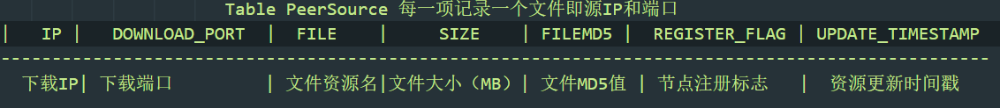 Table PeerSource 每一项记录一个文件即源IP和端口
| IP | DOWNLOAD_PORT | FILE | SIZE | FILEMD5 | REGISTER_FLAG | UPDATE_TIMESTAMP
----------------------------------------------------------------------------------------------------
下载IP| 下载端口 | 文件资源名|文件大小（MB）| 文件MD5值 | 节点注册标志 | 资源更新时间戳